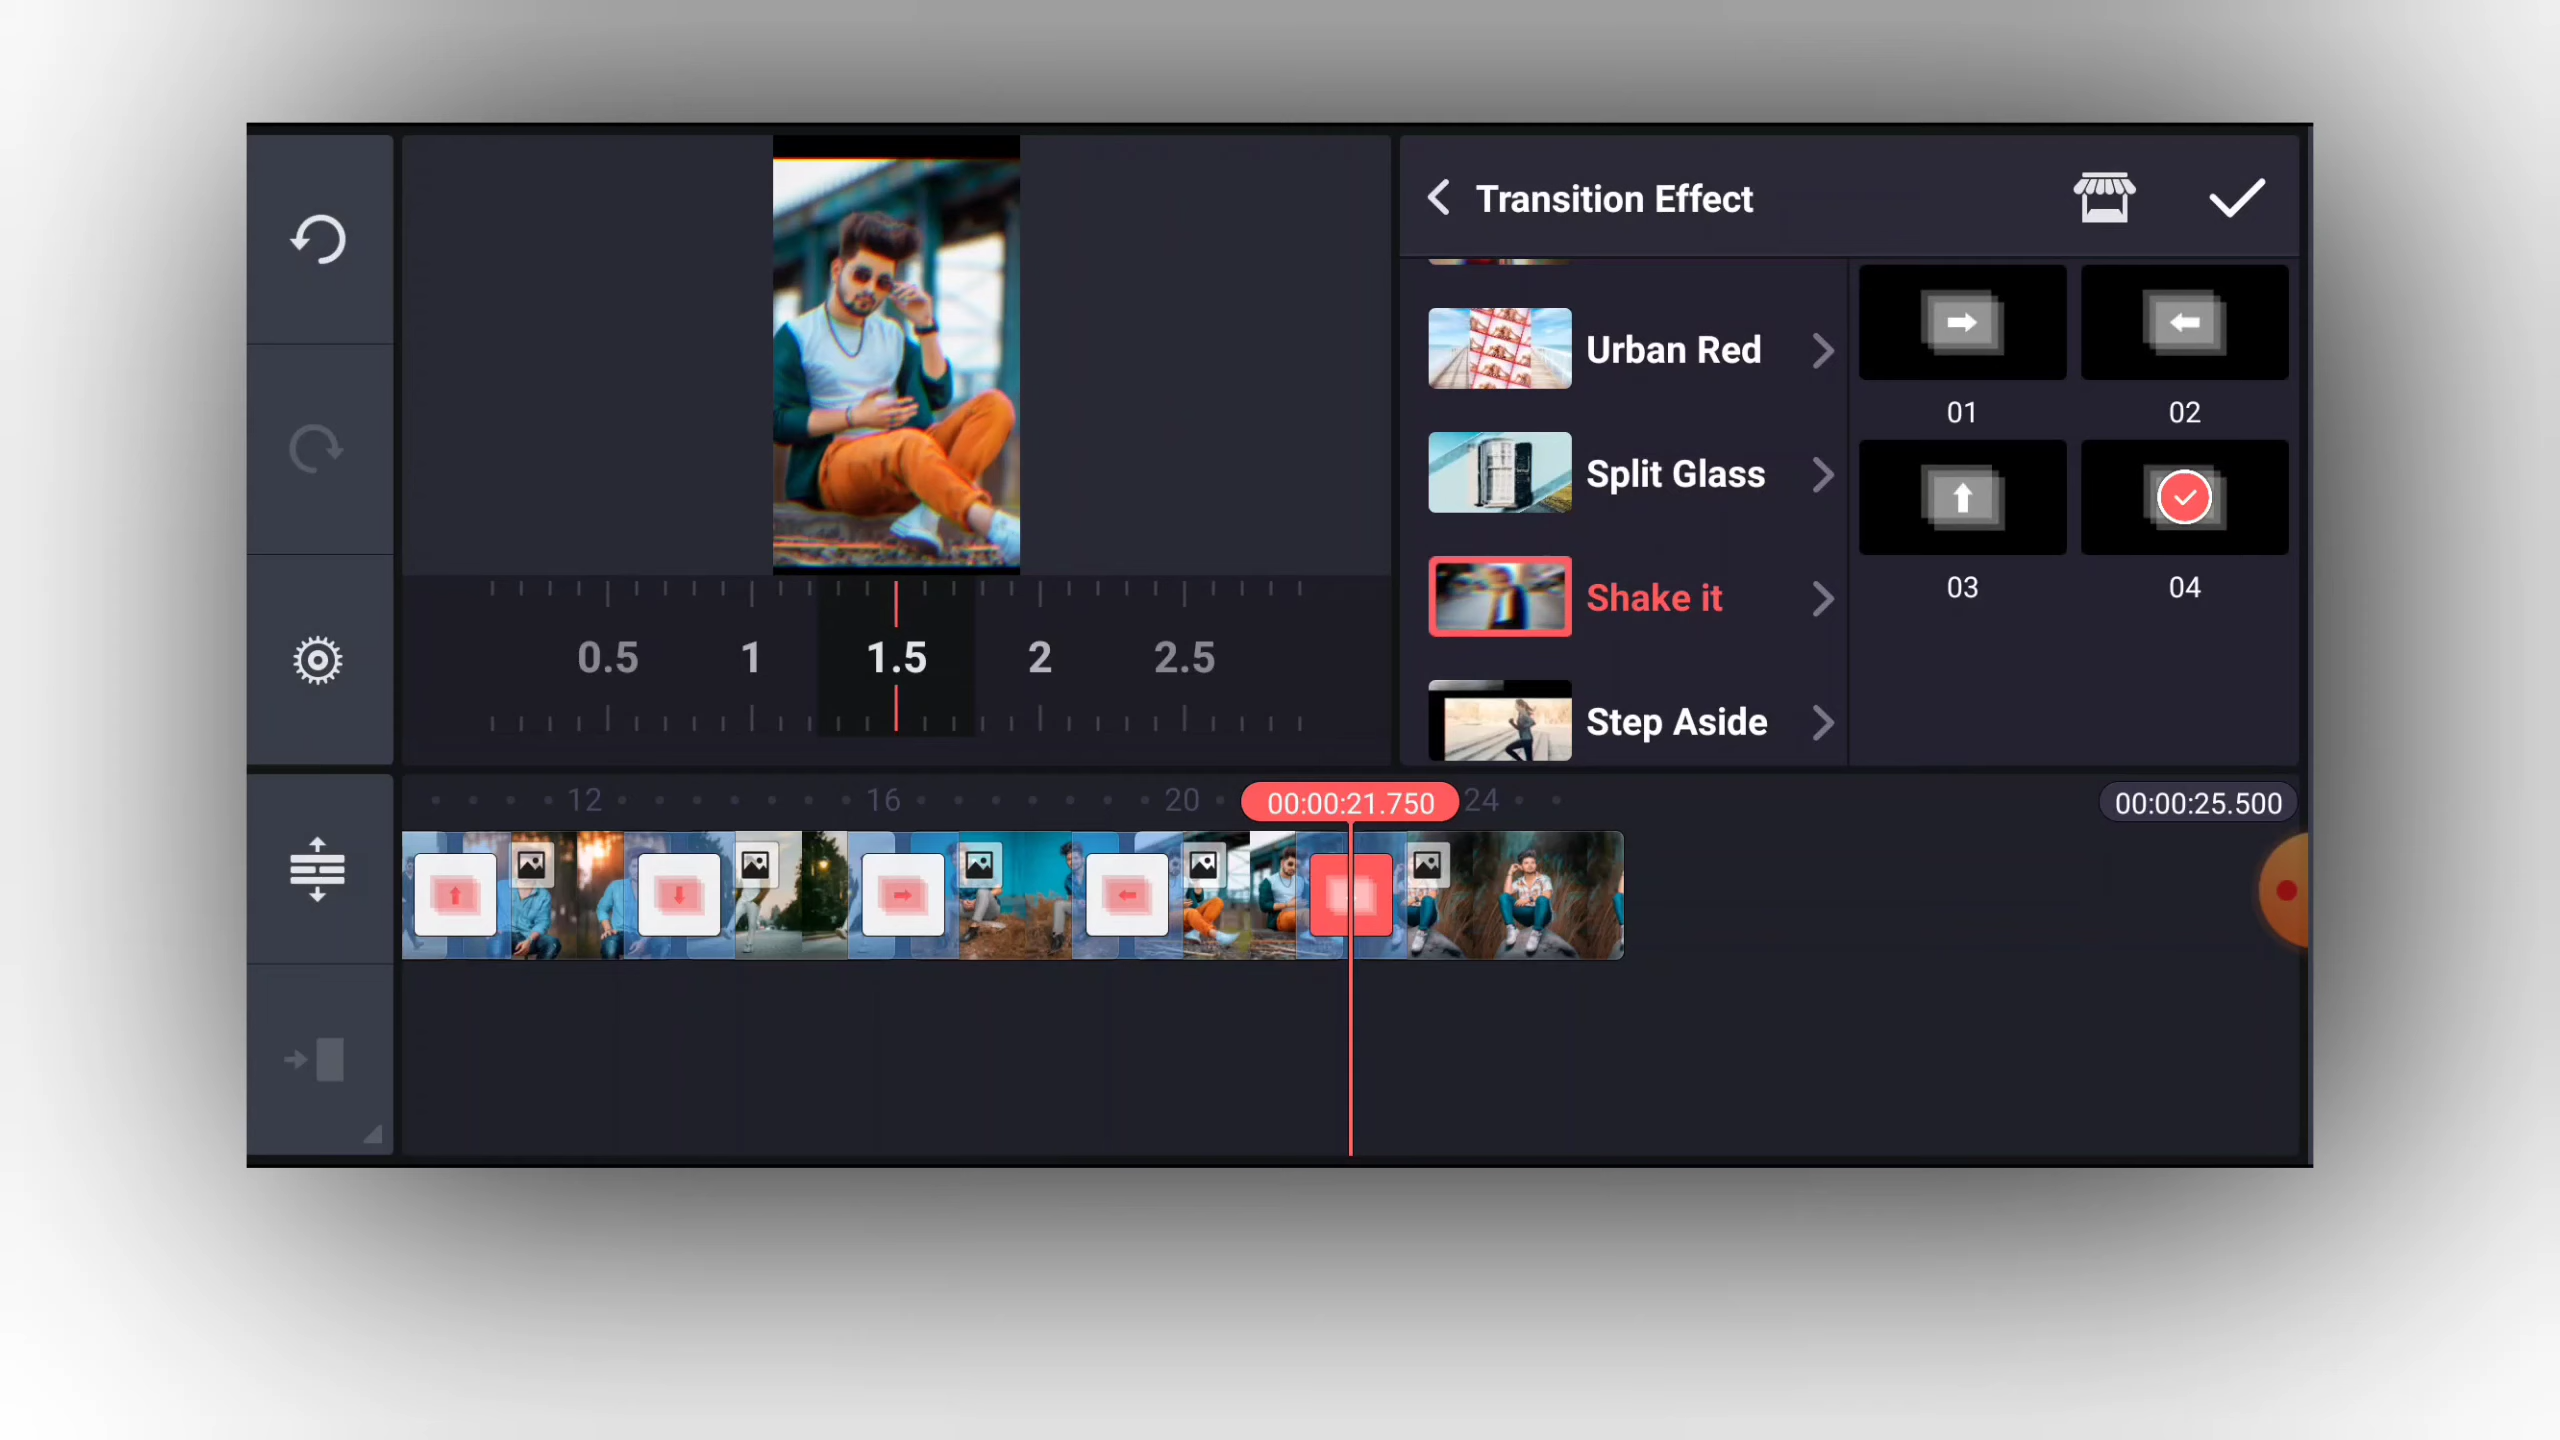 Transition Effect
Urban Red
Split Glass
Shake it
Step Aside
01
02
03
04
0.5 1 1.5 2 2.5
12 16 20 00:00:21.750 24 00:00:25.500